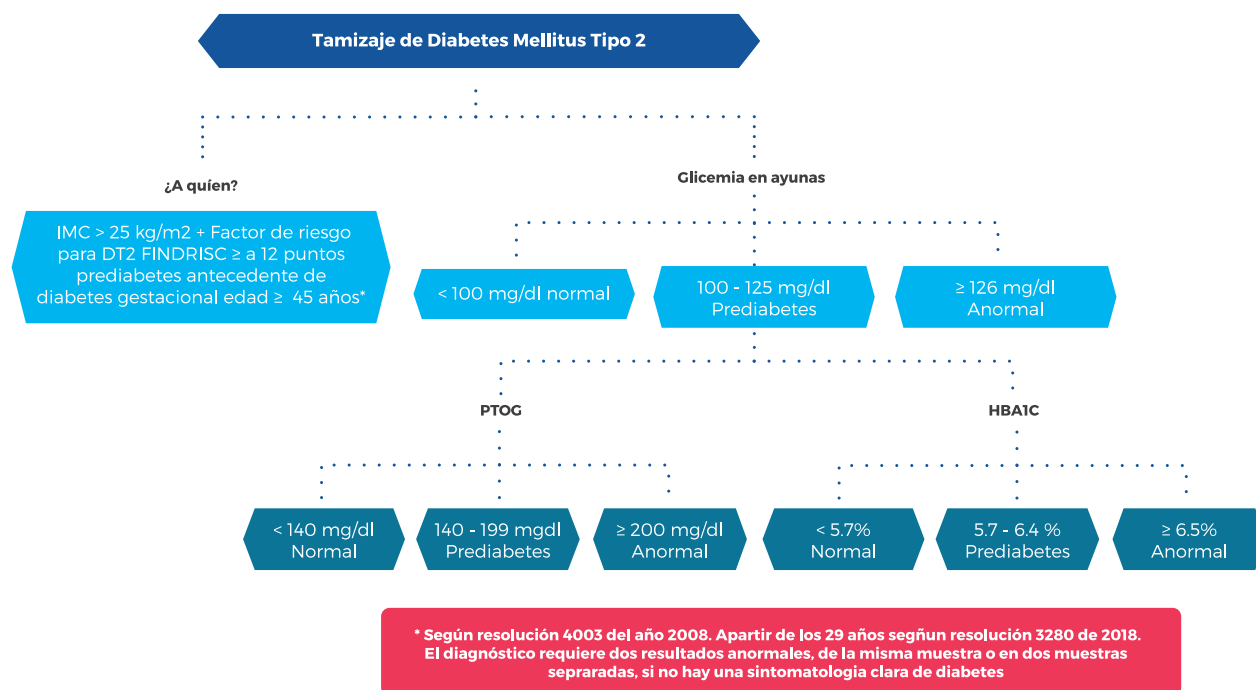 Tamizaje de Diabetes Mellitus Tipo 2
¿A quíen?
IMC > 25 kg/m2 + Factor de riesgo
para DT2 FINDRISC ≥ a 12 puntos
prediabetes antecedente de
diabetes gestacional edad ≥ 45 años*
Glicemia en ayunas
< 100 mg/dl normal
100 - 125 mg/dl
Prediabetes
≥ 126 mg/dl
Anormal
PTOG
HBA1C
< 140 mg/dl
Normal
140 - 199 mgdl
Prediabetes
≥ 200 mg/dl
Anormal
< 5.7%
Normal
5.7 - 6.4 %
Prediabetes
≥ 6.5%
Anormal
* Según resolución 4003 del año 2008. Apartir de los 29 años segñun resolución 3280 de 2018.
El diagnóstico requiere dos resultados anormales, de la misma muestra o en dos muestras
sepraradas, si no hay una sintomatologia clara de diabetes